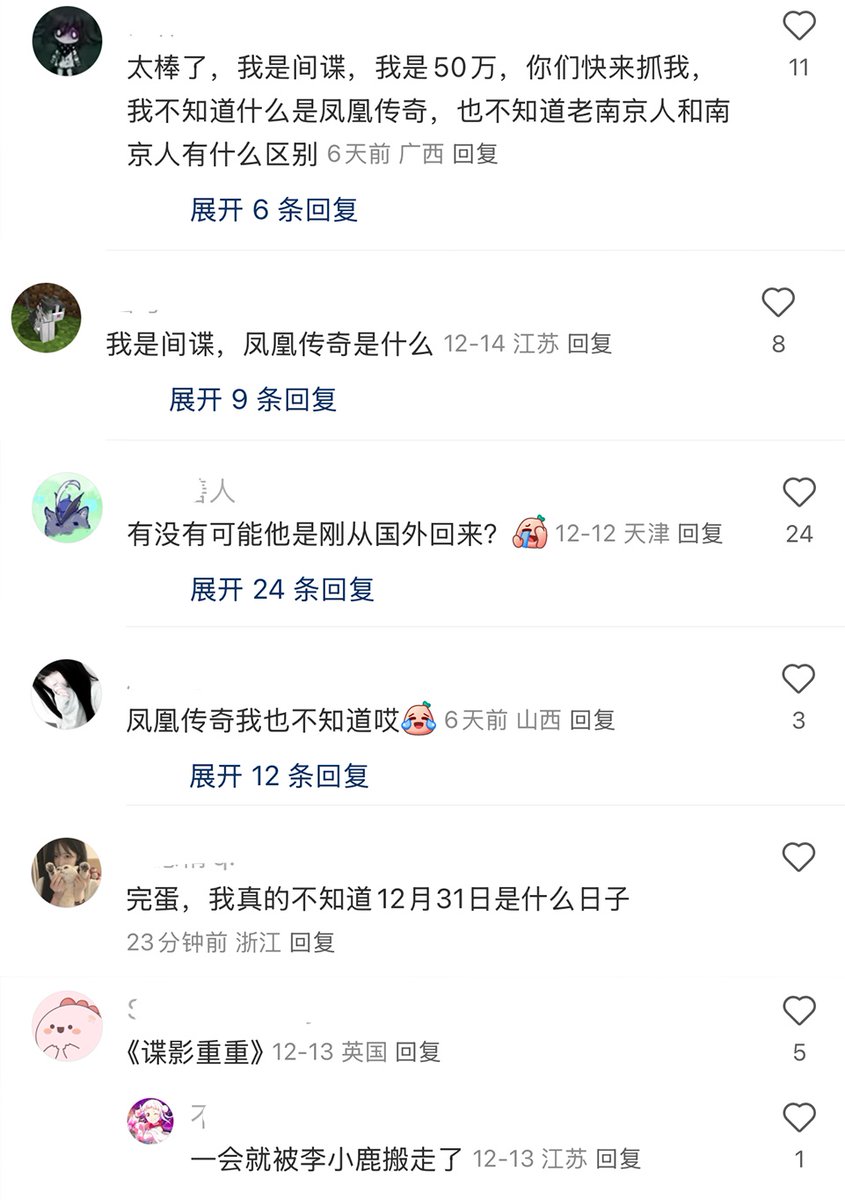 太棒了，我是间谍，我是50万，你们快来抓我，
11
我不知道什么是凤凰传奇，也不知道老南京人和南
京人有什么区别 6天前 广西 回复
展开 6 条回复
我是间谍，凤凰传奇是什么 12-14 江苏 回复
8
展开 9 条回复
人
有没有可能他是刚从国外回来？ 12-12 天津 回复
24
展开 24 条回复
凤凰传奇我也不知道哎 6天前 山西 回复
3
展开 12 条回复
完蛋，我真的不知道12月31日是什么日子
23分钟前 浙江 回复
《谍影重重》 12-13 英国 回复
5
一会就被李小鹿搬走了 12-13 江苏 回复
1